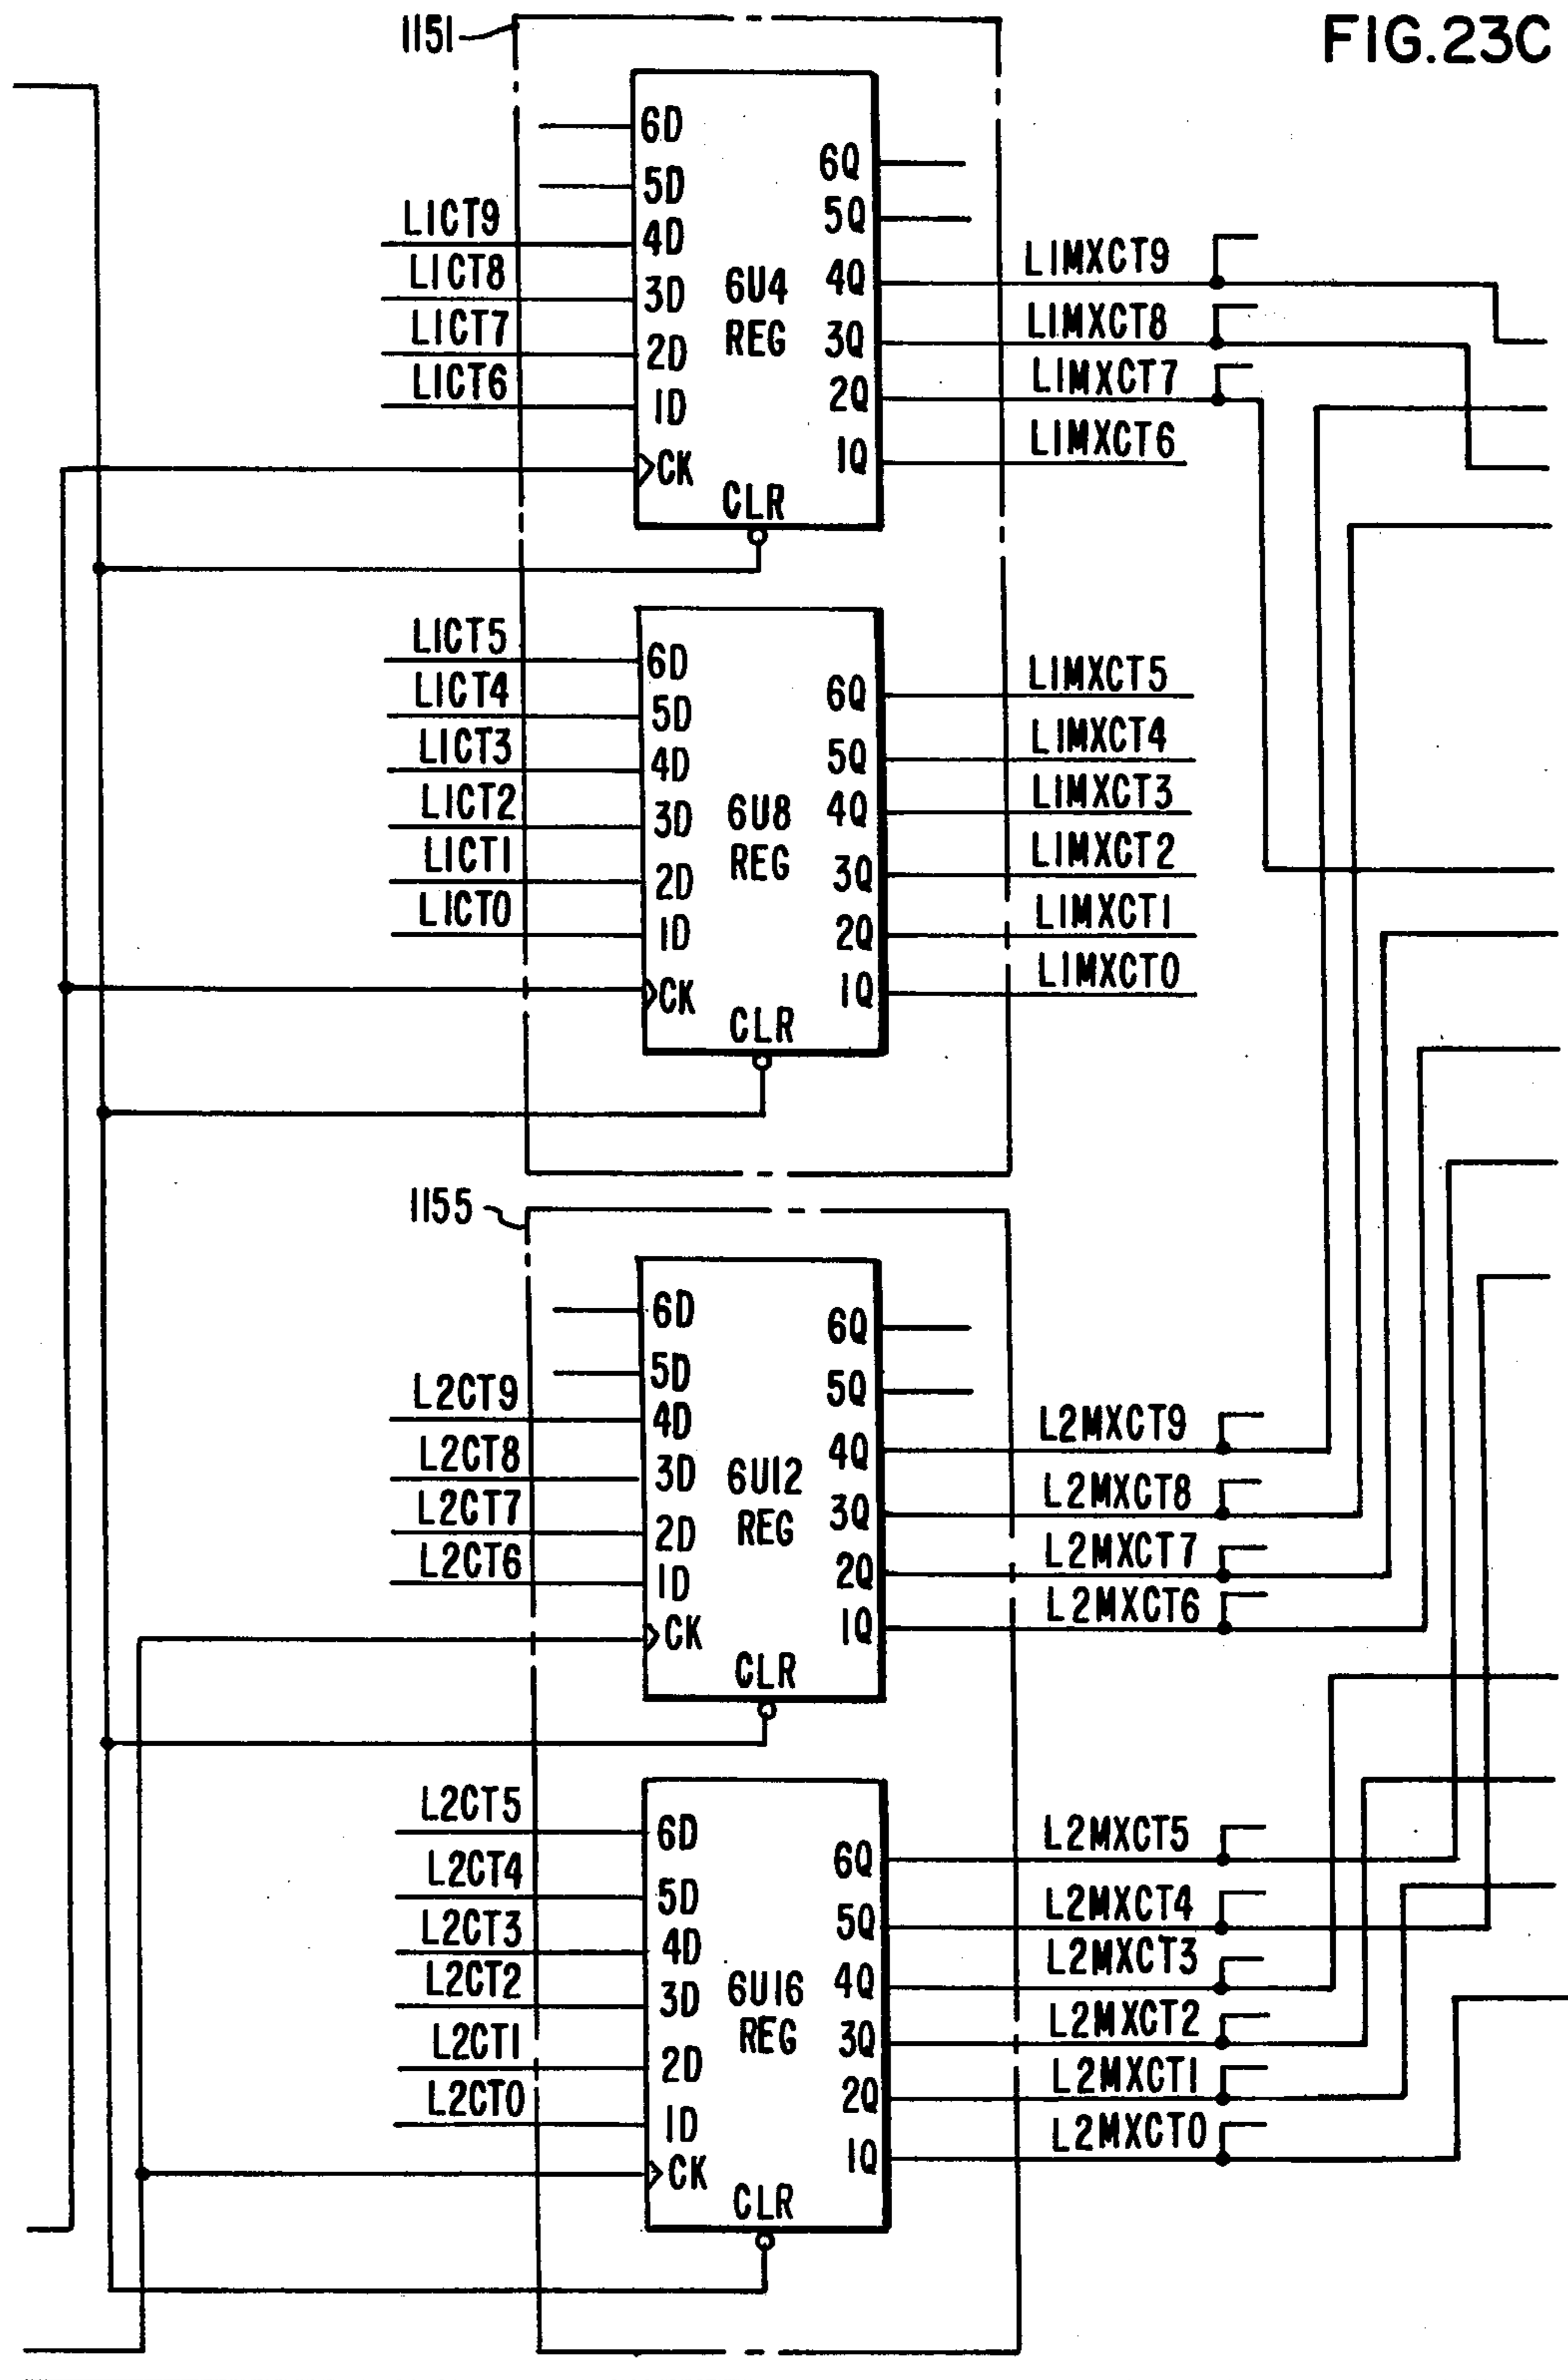 1151
FIG.23C
6D
5D
L1CT9
4D
L1CT8
3D
L1CT7
2D
L1CT6
1D
CK
CLR
6U4
REG
6Q
5Q
4Q
L1MXCT9
3Q
L1MXCT8
2Q
L1MXCT7
1Q
L1MXCT6
L1CT5
6D
L1CT4
5D
L1CT3
4D
L1CT2
3D
L1CT1
2D
L1CT0
1D
CK
CLR
6U8
REG
6Q
L1MXCT5
5Q
L1MXCT4
4Q
L1MXCT3
3Q
L1MXCT2
2Q
L1MXCT1
1Q
L1MXCT0
1155
6D
5D
L2CT9
4D
L2CT8
3D
L2CT7
2D
L2CT6
1D
CK
CLR
6U12
REG
6Q
5Q
4Q
L2MXCT9
3Q
L2MXCT8
2Q
L2MXCT7
1Q
L2MXCT6
L2CT5
6D
L2CT4
5D
L2CT3
4D
L2CT2
3D
L2CT1
2D
L2CT0
1D
CK
CLR
6U16
REG
6Q
L2MXCT5
5Q
L2MXCT4
4Q
L2MXCT3
3Q
L2MXCT2
2Q
L2MXCT1
1Q
L2MXCT0